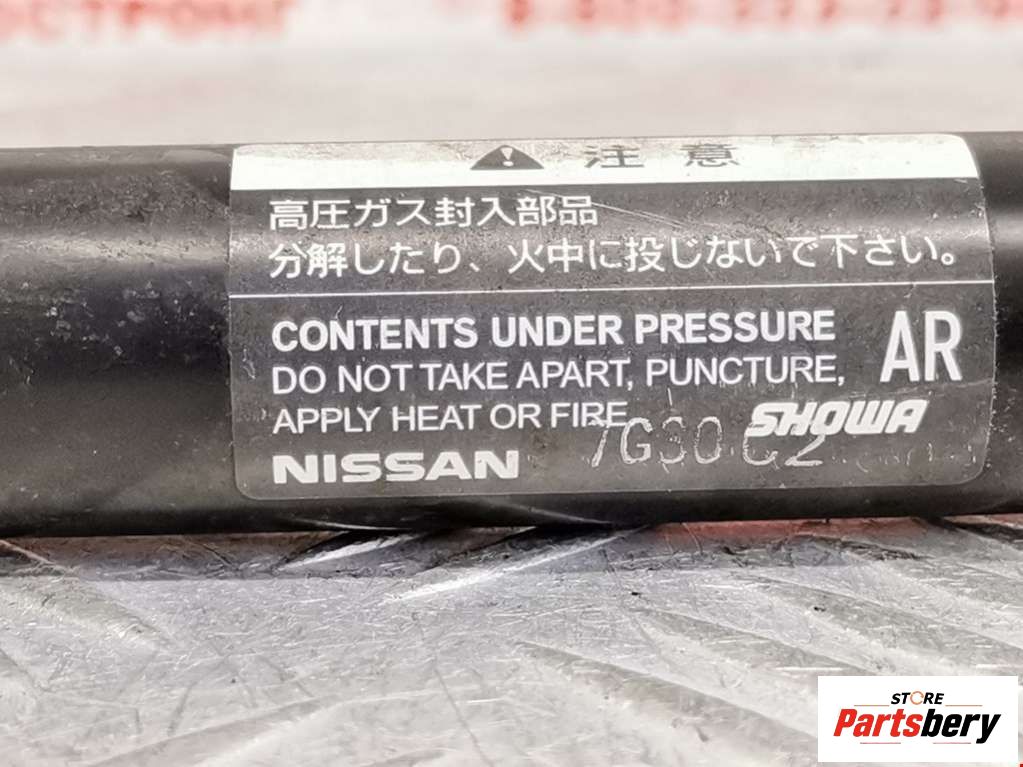 注意
高圧ガス封入部品
分解したり、火中に投じないで下さい。
CONTENTS UNDER PRESSURE
DO NOT TAKE APART, PUNCTURE,
APPLY HEAT OR FIRE
AR
SHOWA
NISSAN
7G30 C2
STORE
Partsbery